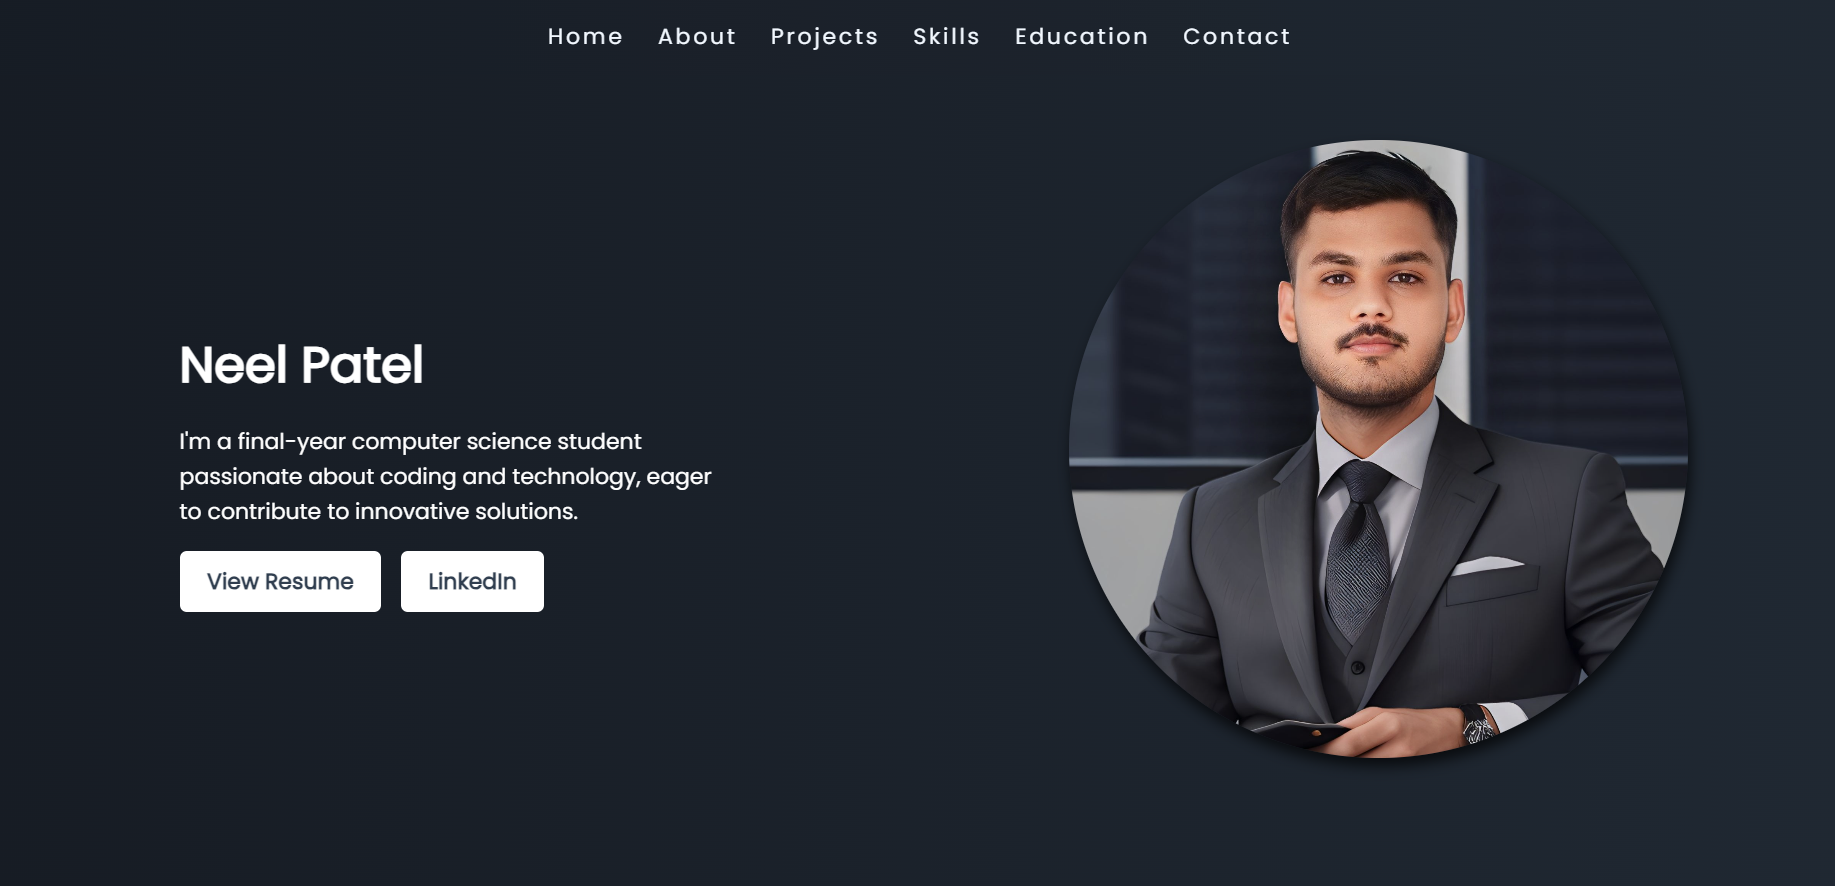 Home About Projects Skills Education Contact
Neel Patel
I'm a final-year computer science student
passionate about coding and technology, eager
to contribute to innovative solutions.
View Resume LinkedIn